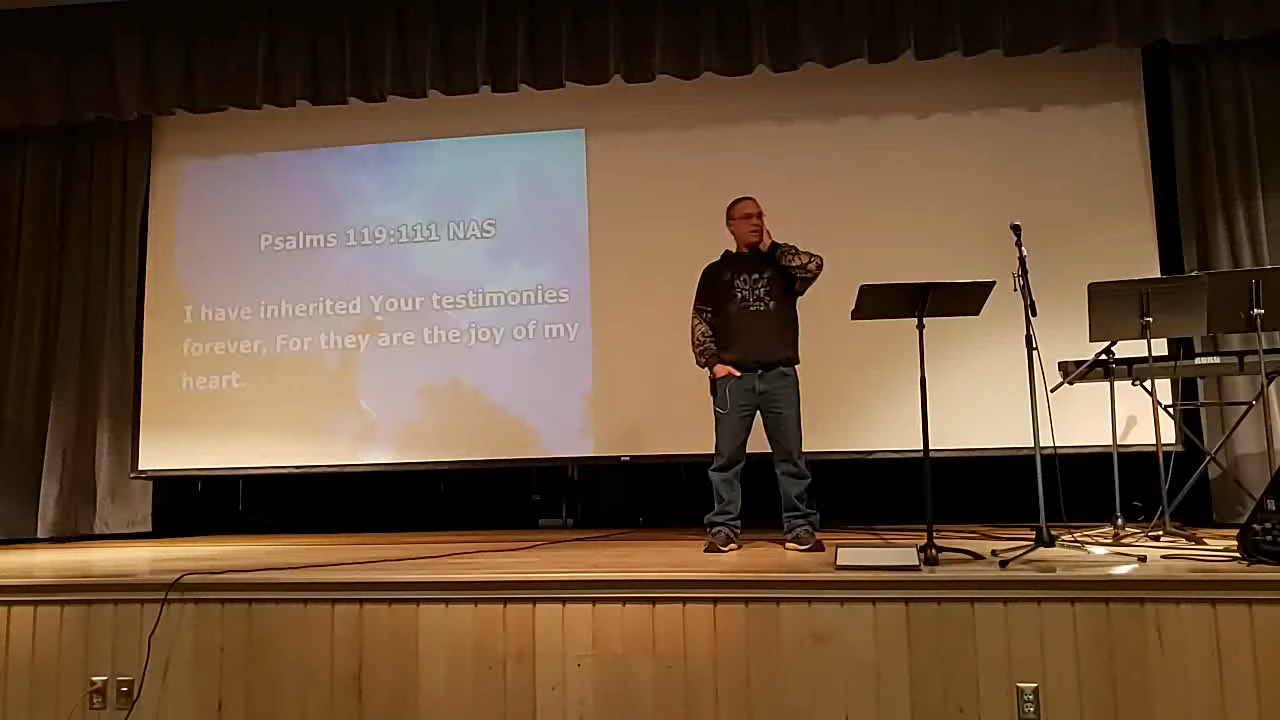 Psalms 119:111 NAS
I have inherited Your testimonies
forever, For they are the joy of my
heart.